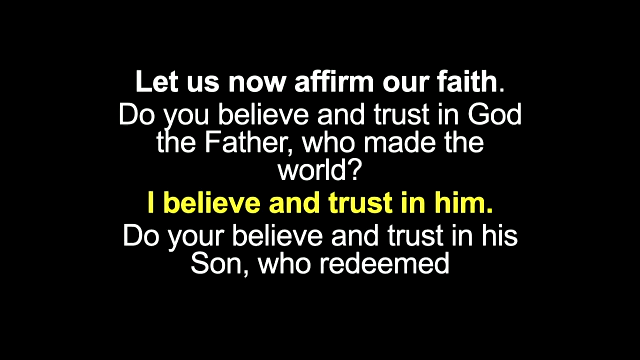 Let us now affirm our faith.
Do you believe and trust in God
the Father, who made the
world?
I believe and trust in him.
Do your believe and trust in his
Son, who redeemed